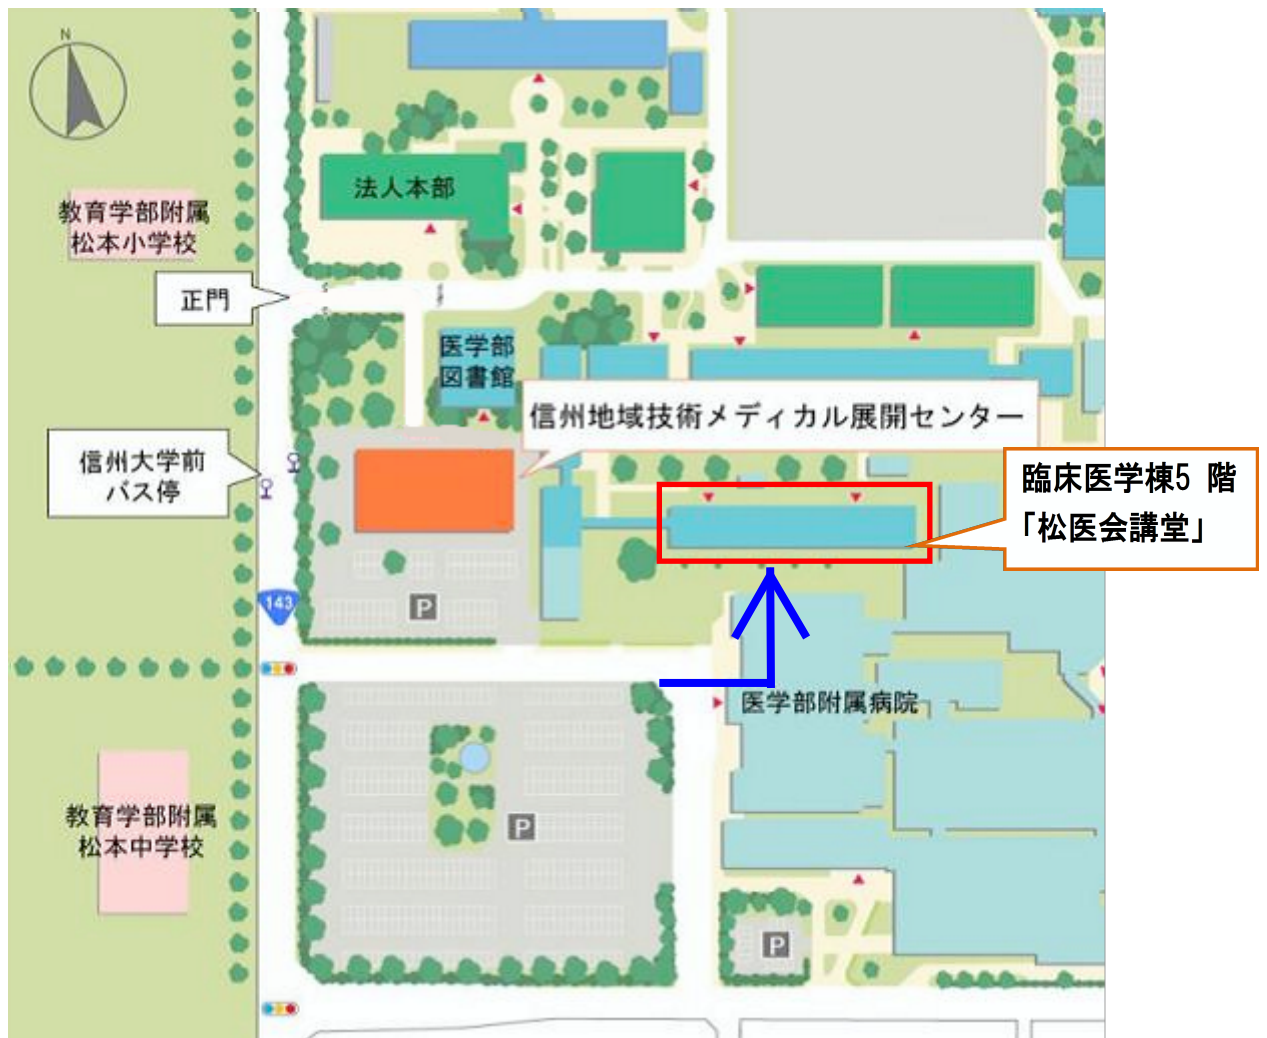 N
法人本部
教育学部附属
松本小学校
正門
医学部
図書館
信州地域技術メディカル展開センター
信州大学前
バス停
臨床医学棟5 階
「松医会講堂」
143
P
医学部附属病院
教育学部附属
松本中学校
P
P